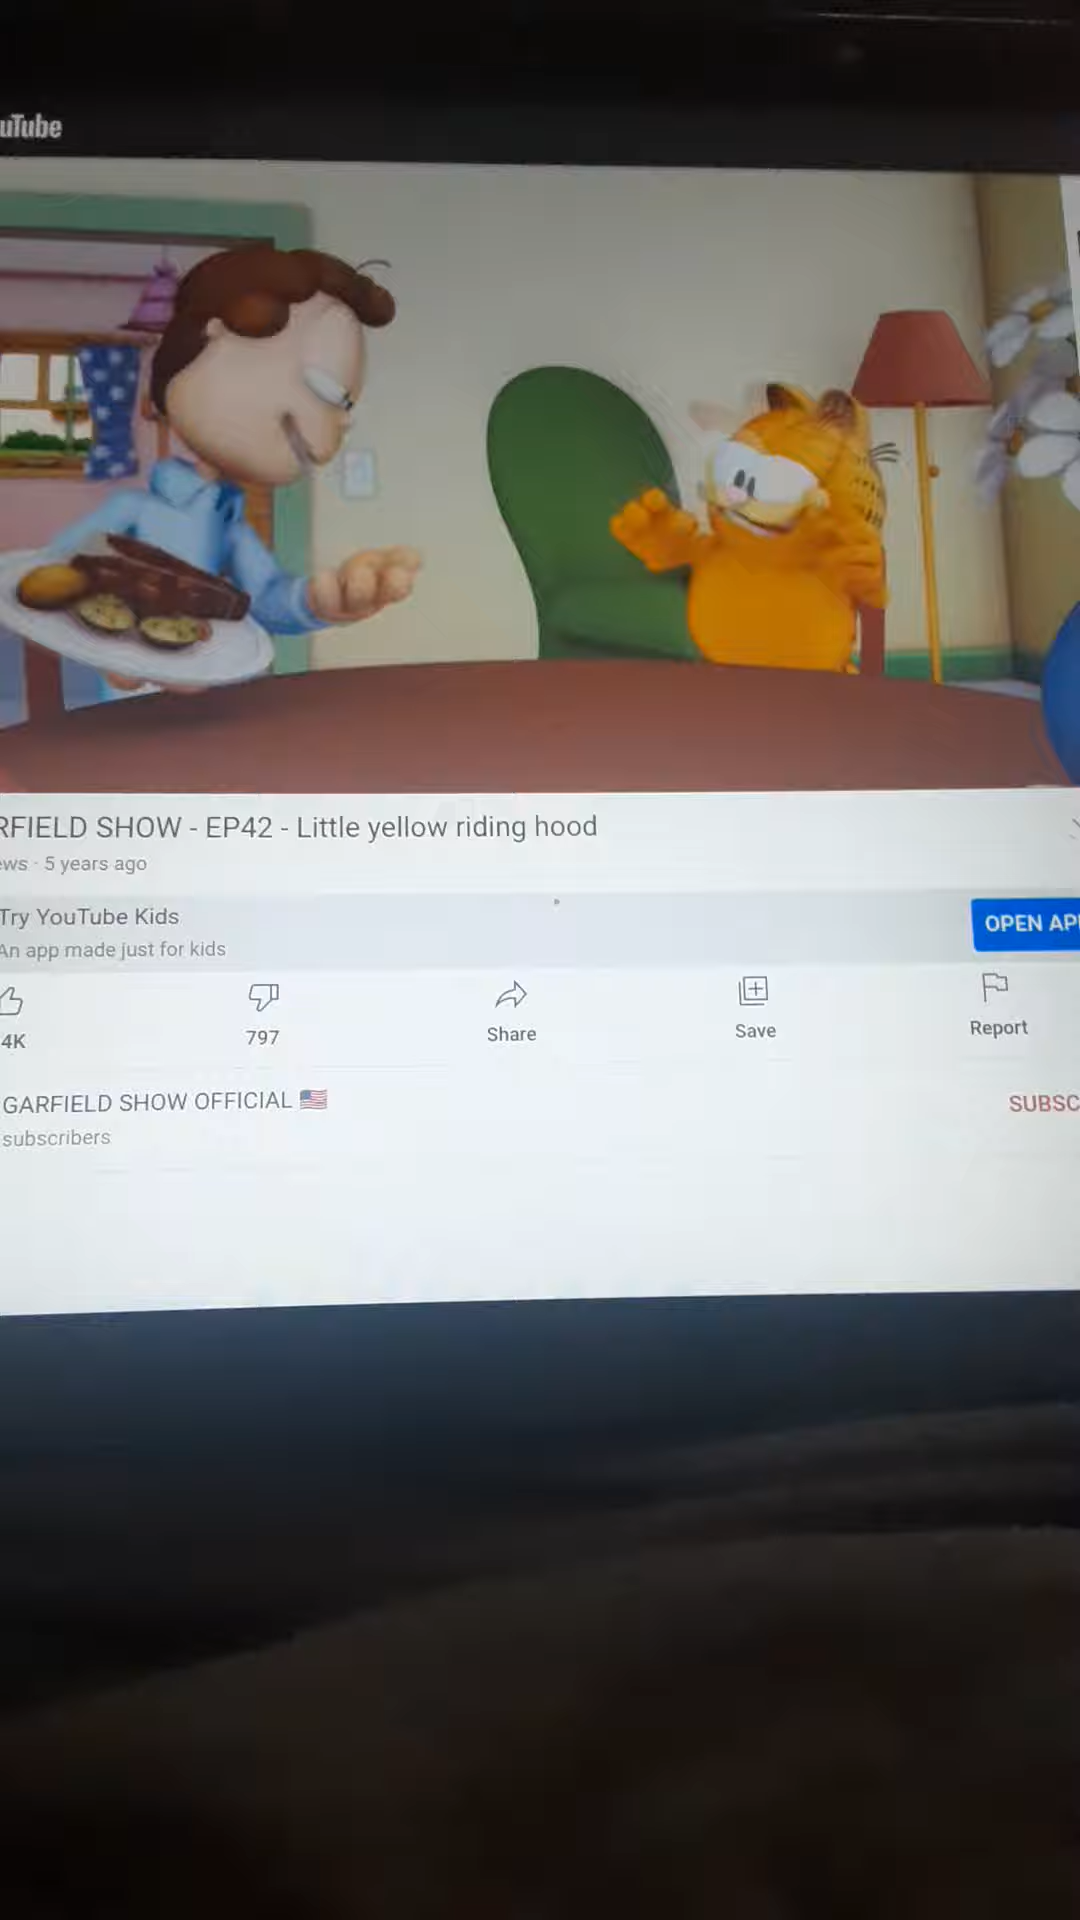 uTube
RFIELD SHOW - EP42 - Little yellow riding hood
ews · 5 years ago
Try YouTube Kids
An app made just for kids
OPEN AP
4K
797
Share
Save
Report
GARFIELD SHOW OFFICIAL 🇺🇸
SUBSC
subscribers